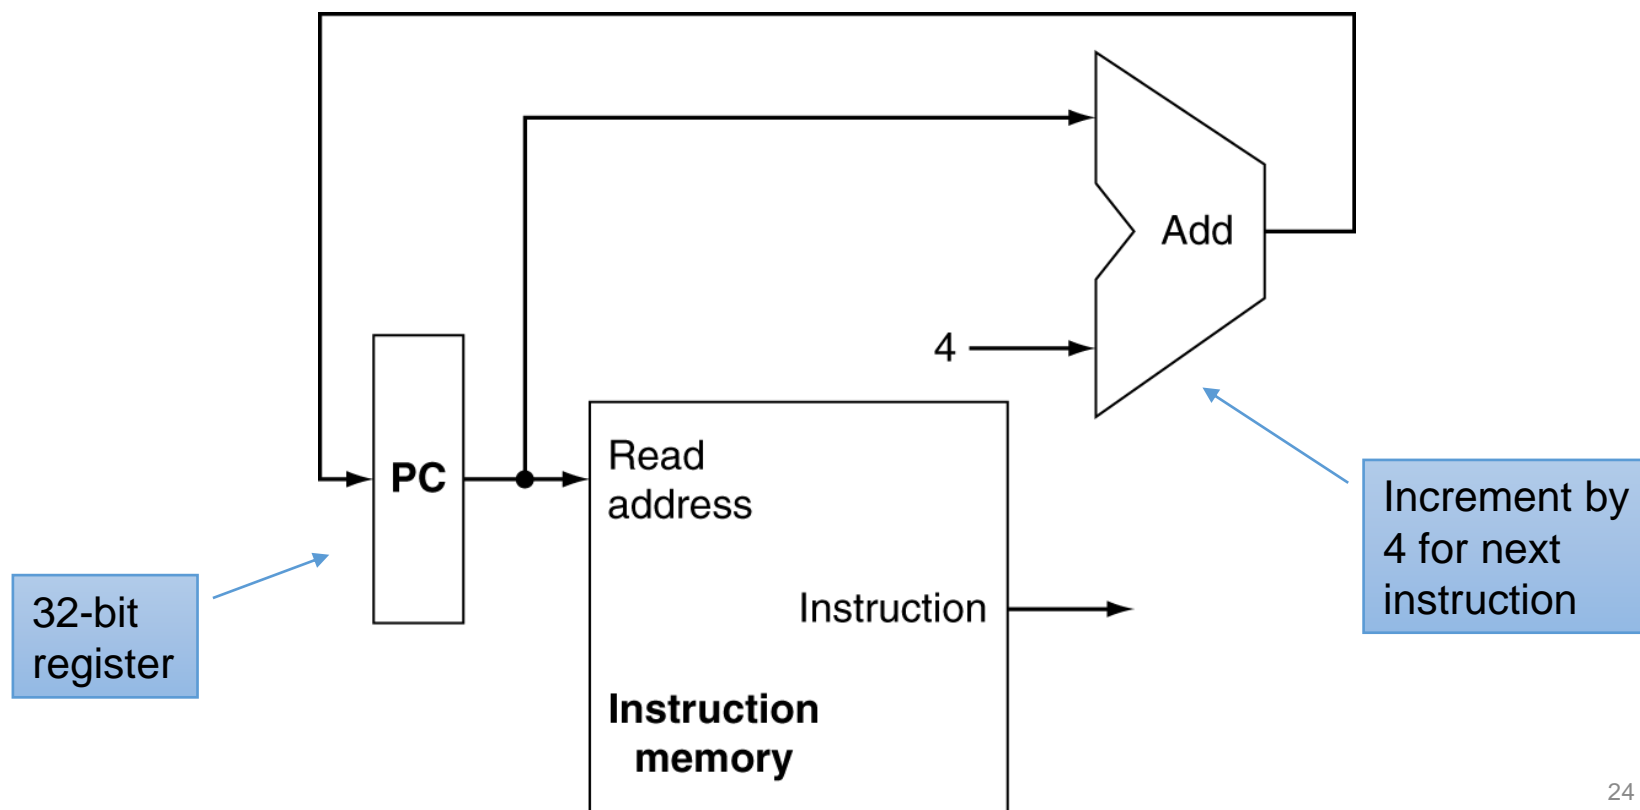 Add
4
PC
Read
address
Increment by
4 for next
instruction
32-bit
register
Instruction
Instruction
memory
24